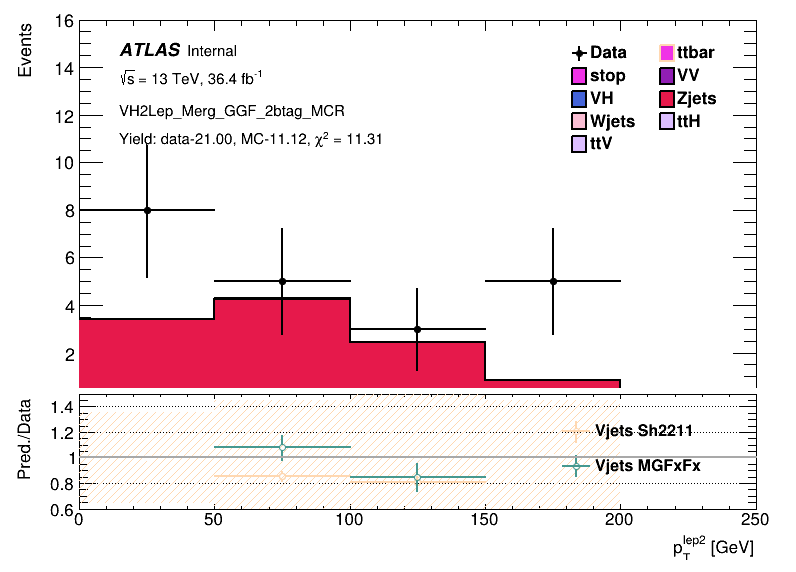 Events
16
14
12
10
8
6
4
2
ATLAS Internal
√s = 13 TeV, 36.4 fb⁻¹
VH2Lep_Merg_GGF_2btag_MCR
Yield: data-21.00, MC-11.12, χ² = 11.31
Data
ttbar
stop
VV
VH
Zjets
Wjets
ttH
ttV
Pred./Data
1.4
1.2
1
0.8
0.6
Vjets Sh2211
Vjets MGFxFx
0 50 100 150 200 250
p_T^lep2 [GeV]